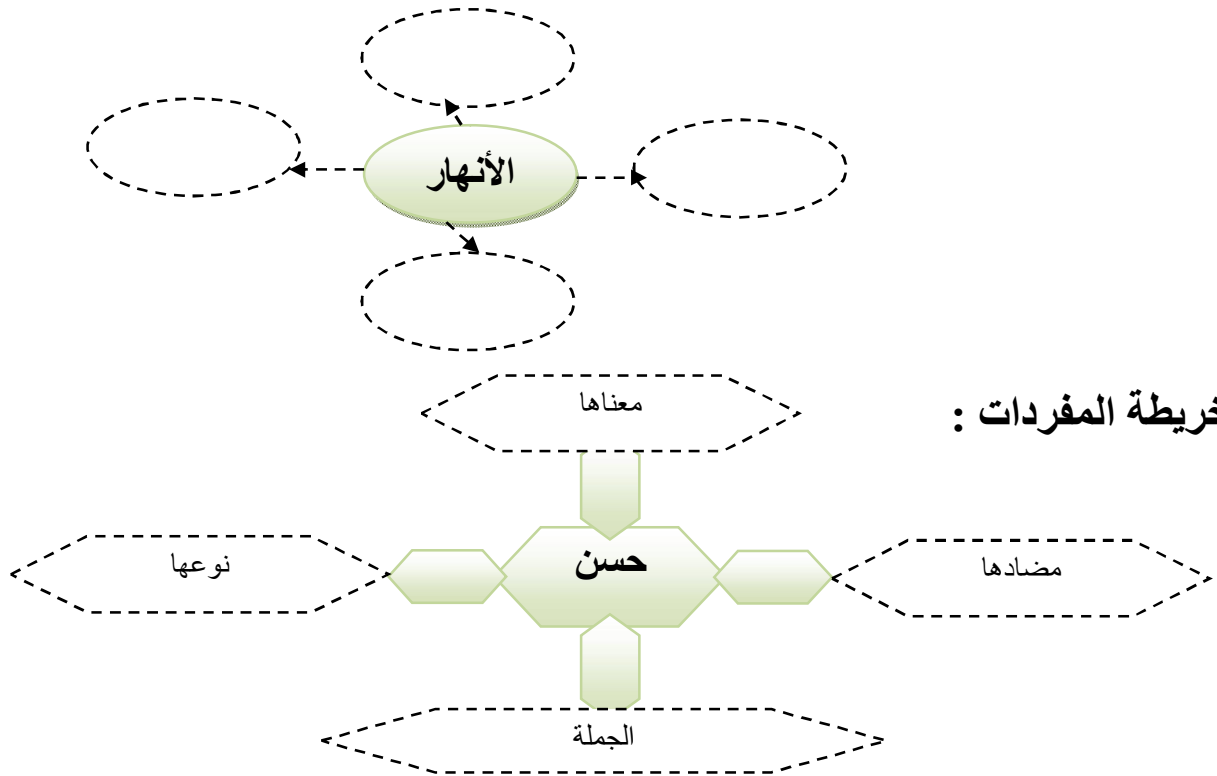 الأنهار
خريطة المفردات :
معناها
مضادها
حسن
نوعها
الجملة